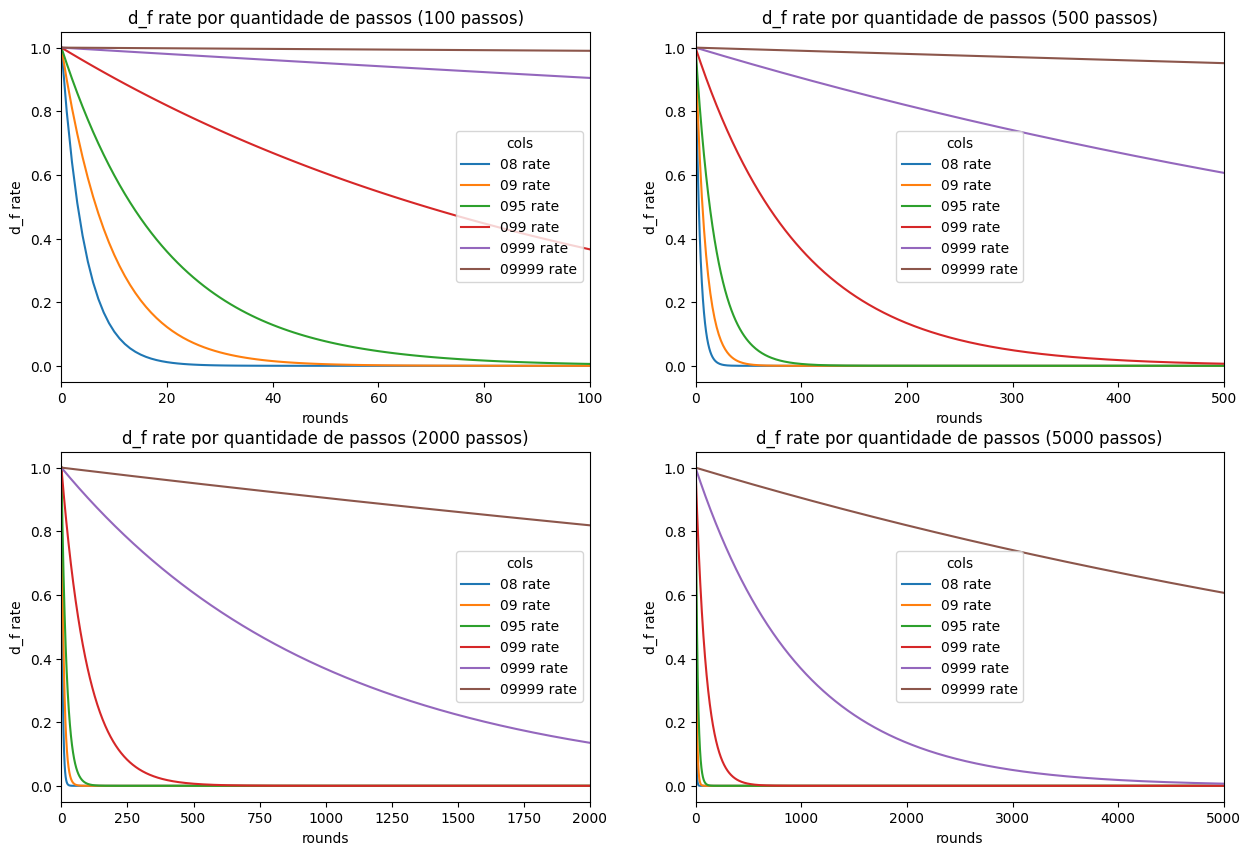 d_f rate por quantidade de passos (100 passos)
1.0
0.8
0.6
0.4
0.2
0.0
d_f rate
cols
08 rate
09 rate
095 rate
099 rate
0999 rate
09999 rate
0 20 40 60 80 100
rounds
d_f rate por quantidade de passos (500 passos)
1.0
0.8
0.6
0.4
0.2
0.0
d_f rate
cols
08 rate
09 rate
095 rate
099 rate
0999 rate
09999 rate
0 100 200 300 400 500
rounds
d_f rate por quantidade de passos (2000 passos)
1.0
0.8
0.6
0.4
0.2
0.0
d_f rate
cols
08 rate
09 rate
095 rate
099 rate
0999 rate
09999 rate
0 250 500 750 1000 1250 1500 1750 2000
rounds
d_f rate por quantidade de passos (5000 passos)
1.0
0.8
0.6
0.4
0.2
0.0
d_f rate
cols
08 rate
09 rate
095 rate
099 rate
0999 rate
09999 rate
0 1000 2000 3000 4000 5000
rounds